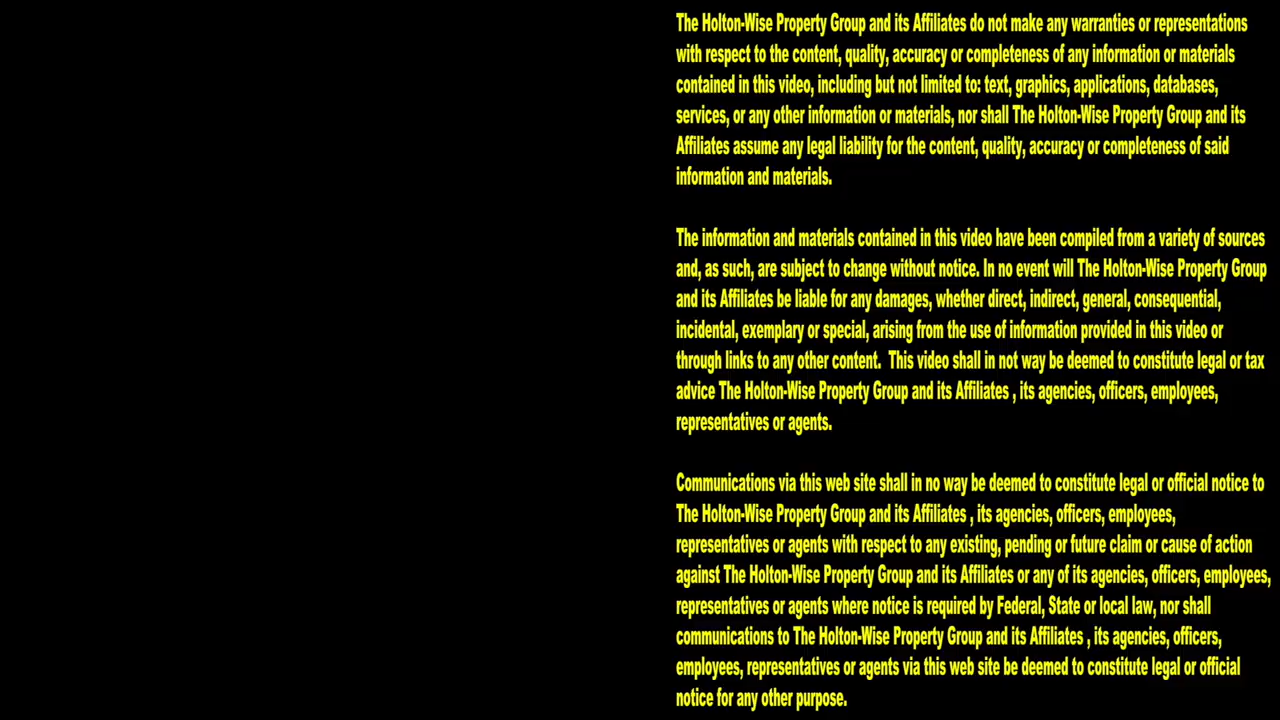 The Holton-Wise Property Group and its Affiliates do not make any warranties or representations
with respect to the content, quality, accuracy or completeness of any information or materials
contained in this video, including but not limited to: text, graphics, applications, databases,
services, or any other information or materials, nor shall The Holton-Wise Property Group and its
Affiliates assume any legal liability for the content, quality, accuracy or completeness of said
information and materials.
The information and materials contained in this video have been compiled from a variety of sources
and, as such, are subject to change without notice. In no event will The Holton-Wise Property Group
and its Affiliates be liable for any damages, whether direct, indirect, general, consequential,
incidental, exemplary or special, arising from the use of information provided in this video or
through links to any other content.  This video shall in not way be deemed to constitute legal or tax
advice The Holton-Wise Property Group and its Affiliates , its agencies, officers, employees,
representatives or agents.
Communications via this web site shall in no way be deemed to constitute legal or official notice to
The Holton-Wise Property Group and its Affiliates , its agencies, officers, employees,
representatives or agents with respect to any existing, pending or future claim or cause of action
against The Holton-Wise Property Group and its Affiliates or any of its agencies, officers, employees,
representatives or agents where notice is required by Federal, State or local law, nor shall
communications to The Holton-Wise Property Group and its Affiliates , its agencies, officers,
employees, representatives or agents via this web site be deemed to constitute legal or official
notice for any other purpose.